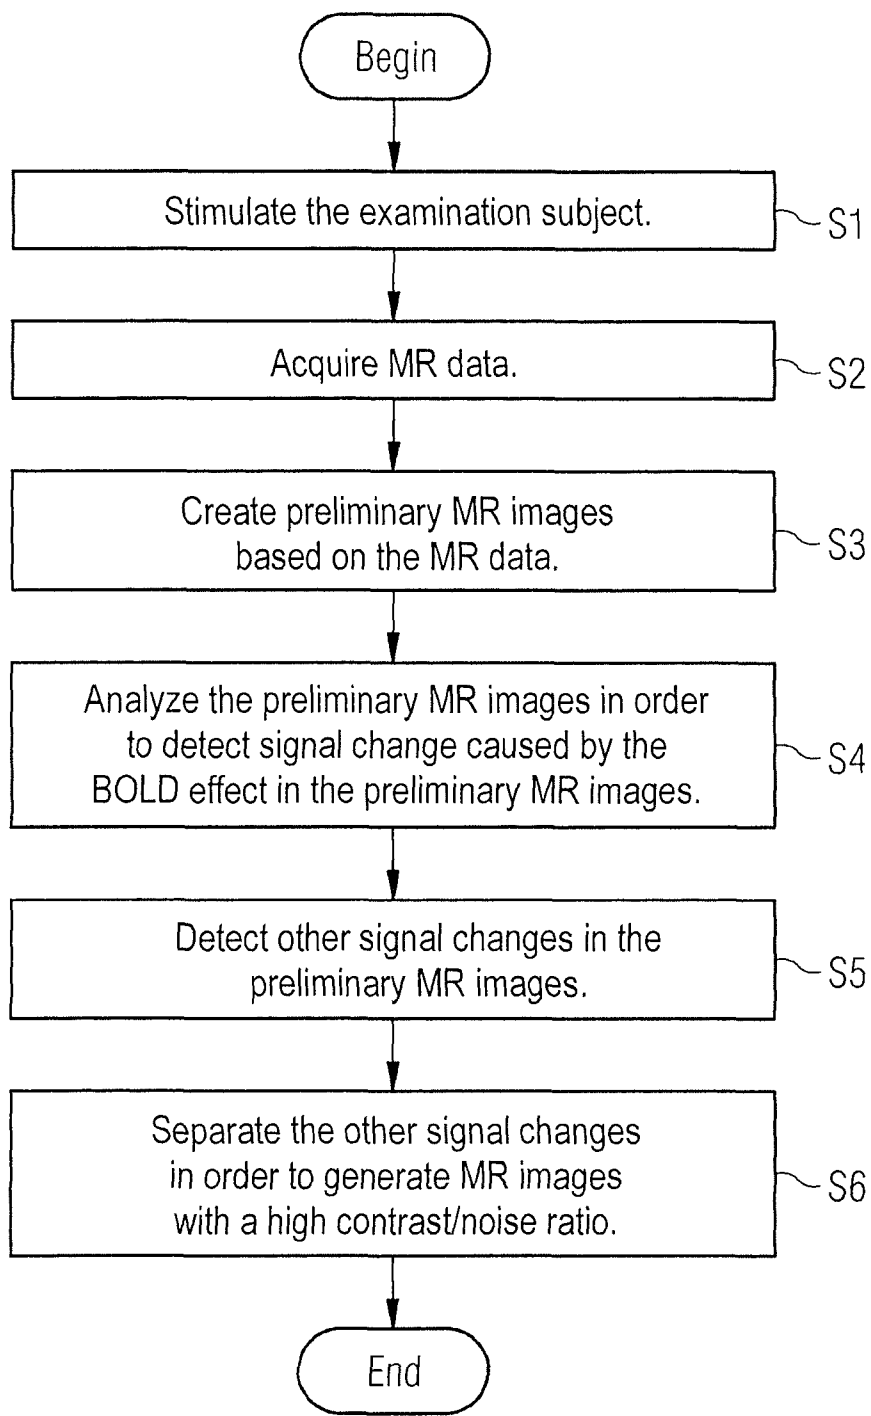 Begin
Stimulate the examination subject.
S1
Acquire MR data.
S2
Create preliminary MR images
based on the MR data.
S3
Analyze the preliminary MR images in order
to detect signal change caused by the
BOLD effect in the preliminary MR images.
S4
Detect other signal changes in the
preliminary MR images.
S5
Separate the other signal changes
in order to generate MR images
with a high contrast/noise ratio.
S6
End